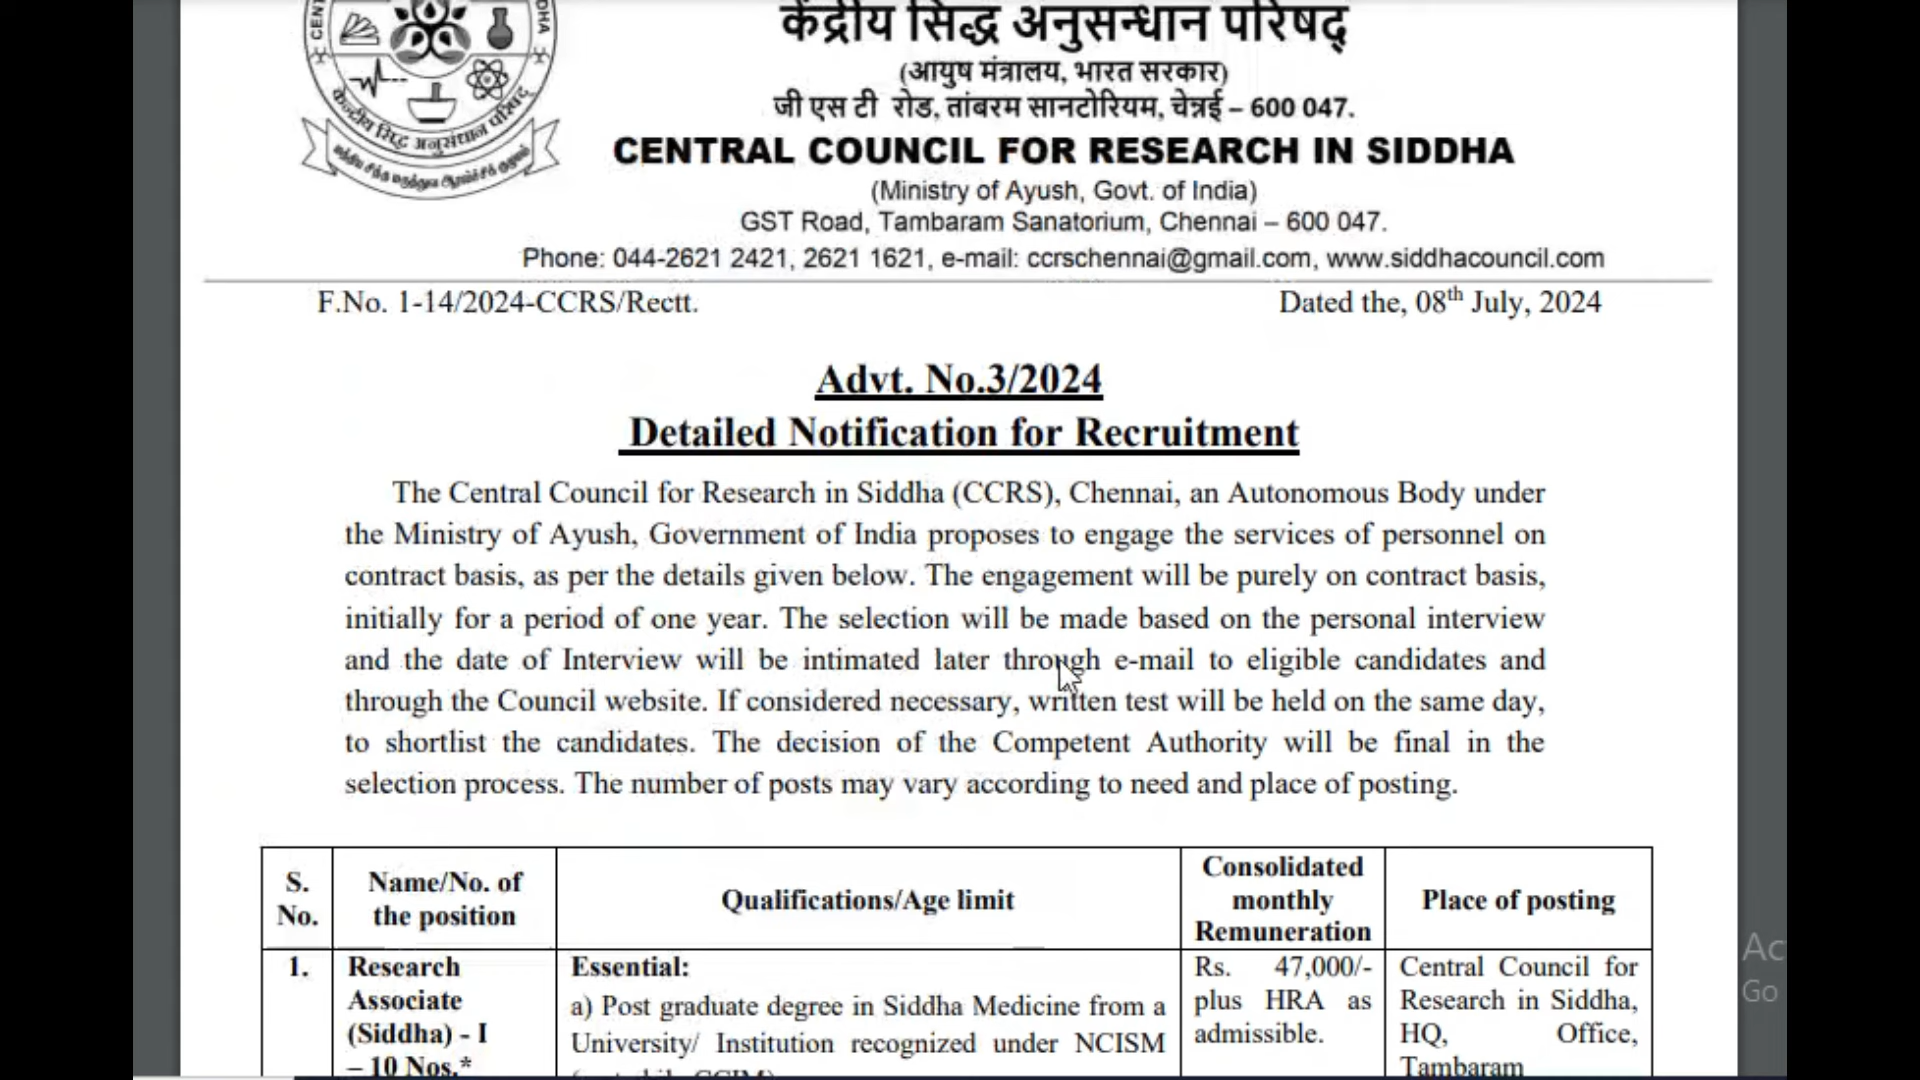 केंद्रीय सिद्ध अनुसन्धान परिषद्
(आयुष मंत्रालय, भारत सरकार)
जी एस टी रोड, तांबरम सानटोरियम, चेन्नई – 600 047.
CENTRAL COUNCIL FOR RESEARCH IN SIDDHA
(Ministry of Ayush, Govt. of India)
GST Road, Tambaram Sanatorium, Chennai – 600 047.
Phone: 044-2621 2421, 2621 1621, e-mail: ccrschennai@gmail.com, www.siddhacouncil.com
F.No. 1-14/2024-CCRS/Rectt.
Dated the, 08th July, 2024
Advt. No.3/2024
Detailed Notification for Recruitment
The Central Council for Research in Siddha (CCRS), Chennai, an Autonomous Body under
the Ministry of Ayush, Government of India proposes to engage the services of personnel on
contract basis, as per the details given below. The engagement will be purely on contract basis,
initially for a period of one year. The selection will be made based on the personal interview
and the date of Interview will be intimated later through e-mail to eligible candidates and
through the Council website. If considered necessary, written test will be held on the same day,
to shortlist the candidates. The decision of the Competent Authority will be final in the
selection process. The number of posts may vary according to need and place of posting.
S.
No.
Name/No. of
the position
Qualifications/Age limit
Consolidated
monthly
Remuneration
Place of posting
1.
Research
Associate
(Siddha) - I
– 10 Nos.*
Essential:
a) Post graduate degree in Siddha Medicine from a
University/ Institution recognized under NCISM
Rs. 47,000/-
plus HRA as
admissible.
Central Council for
Research in Siddha,
HQ, Office,
Tambaram
Ac
Go